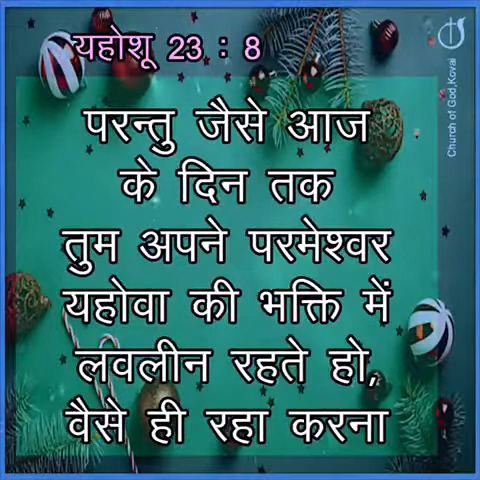 यहोशू 23 : 8
Church of God,Kovai
परन्तु जैसे आज
के दिन तक
तुम अपने परमेश्वर
यहोवा की भक्ति में
लवलीन रहते हो,
वैसे ही रहा करना